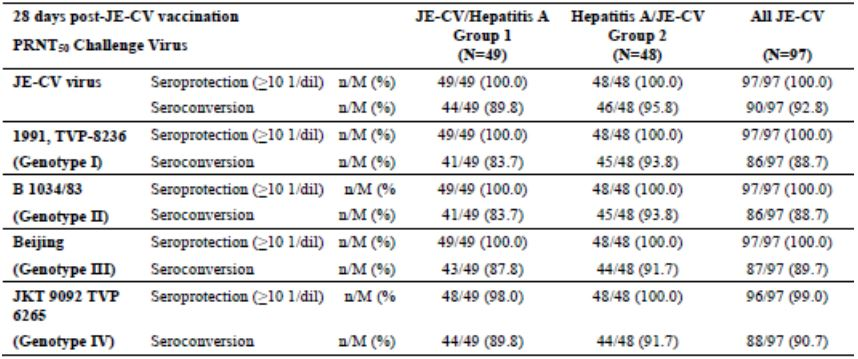 28 days post-JE-CV vaccination JE-CV/Hepatitis A Hepatitis A/JE-CV All JE-CV
PRNT₅₀ Challenge Virus Group 1 Group 2
(N=49) (N=48) (N=97)
JE-CV virus Seroprotection (≥10 1/dil) n/M (%) 49/49 (100.0) 48/48 (100.0) 97/97 (100.0)
Seroconversion n/M (%) 44/49 (89.8) 46/48 (95.8) 90/97 (92.8)
1991, TVP-8236 Seroprotection (≥10 1/dil) n/M (%) 49/49 (100.0) 48/48 (100.0) 97/97 (100.0)
(Genotype I) Seroconversion n/M (%) 41/49 (83.7) 45/48 (93.8) 86/97 (88.7)
B 1034/83 Seroprotection (≥10 1/dil) n/M (% 49/49 (100.0) 48/48 (100.0) 97/97 (100.0)
(Genotype II) Seroconversion n/M (%) 41/49 (83.7) 45/48 (93.8) 86/97 (88.7)
Beijing Seroprotection (≥10 1/dil) n/M (%) 49/49 (100.0) 48/48 (100.0) 97/97 (100.0)
(Genotype III) Seroconversion n/M (%) 43/49 (87.8) 44/48 (91.7) 87/97 (89.7)
JKT 9092 TVP Seroprotection (≥10 1/dil) n/M (% 48/49 (98.0) 48/48 (100.0) 96/97 (99.0)
6265
(Genotype IV) Seroconversion n/M (%) 44/49 (89.8) 44/48 (91.7) 88/97 (90.7)